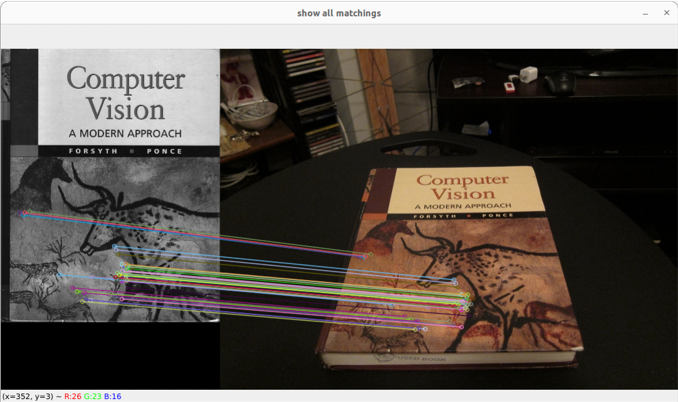 show all matchings
Computer
Vision
A MODERN APPROACH
FORSYTH PONCE
Computer
Vision
A MODERN APPROACH
FORSYTH PONCE
(x=352, y=3) ~ R:26 G:23 B:16